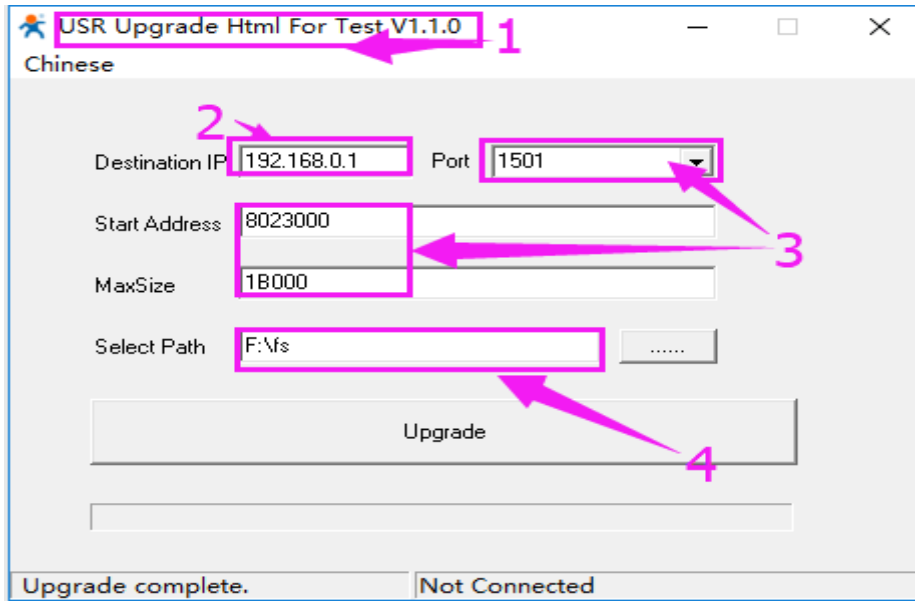 USR Upgrade Html For Test V1.1.0
1
Chinese
2
Destination IP 192.168.0.1 Port 1501
Start Address 8023000
3
MaxSize 1B000
Select Path F:\fs ......
Upgrade
4
Upgrade complete. Not Connected